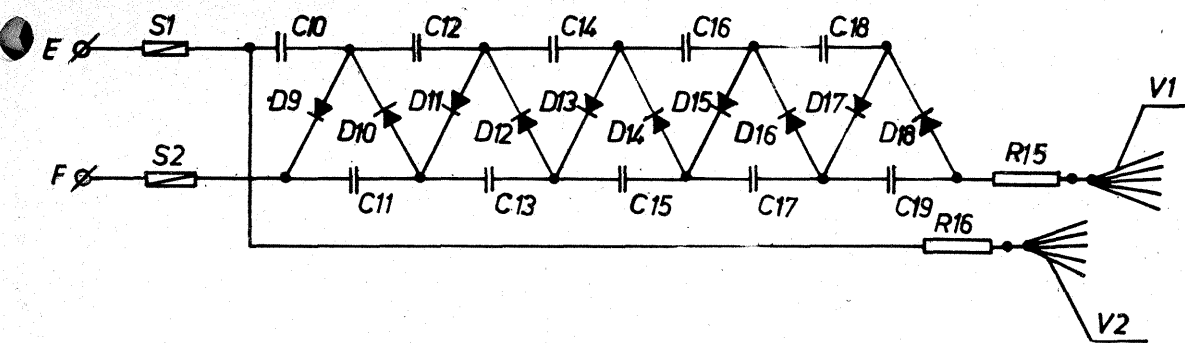 S1 C10 C12 C14 C16 C18
E
D9 D10 D11 D12 D13 D14 D15 D16 D17 D18
V1
S2 R15
F
C11 C13 C15 C17 C19
R16
V2